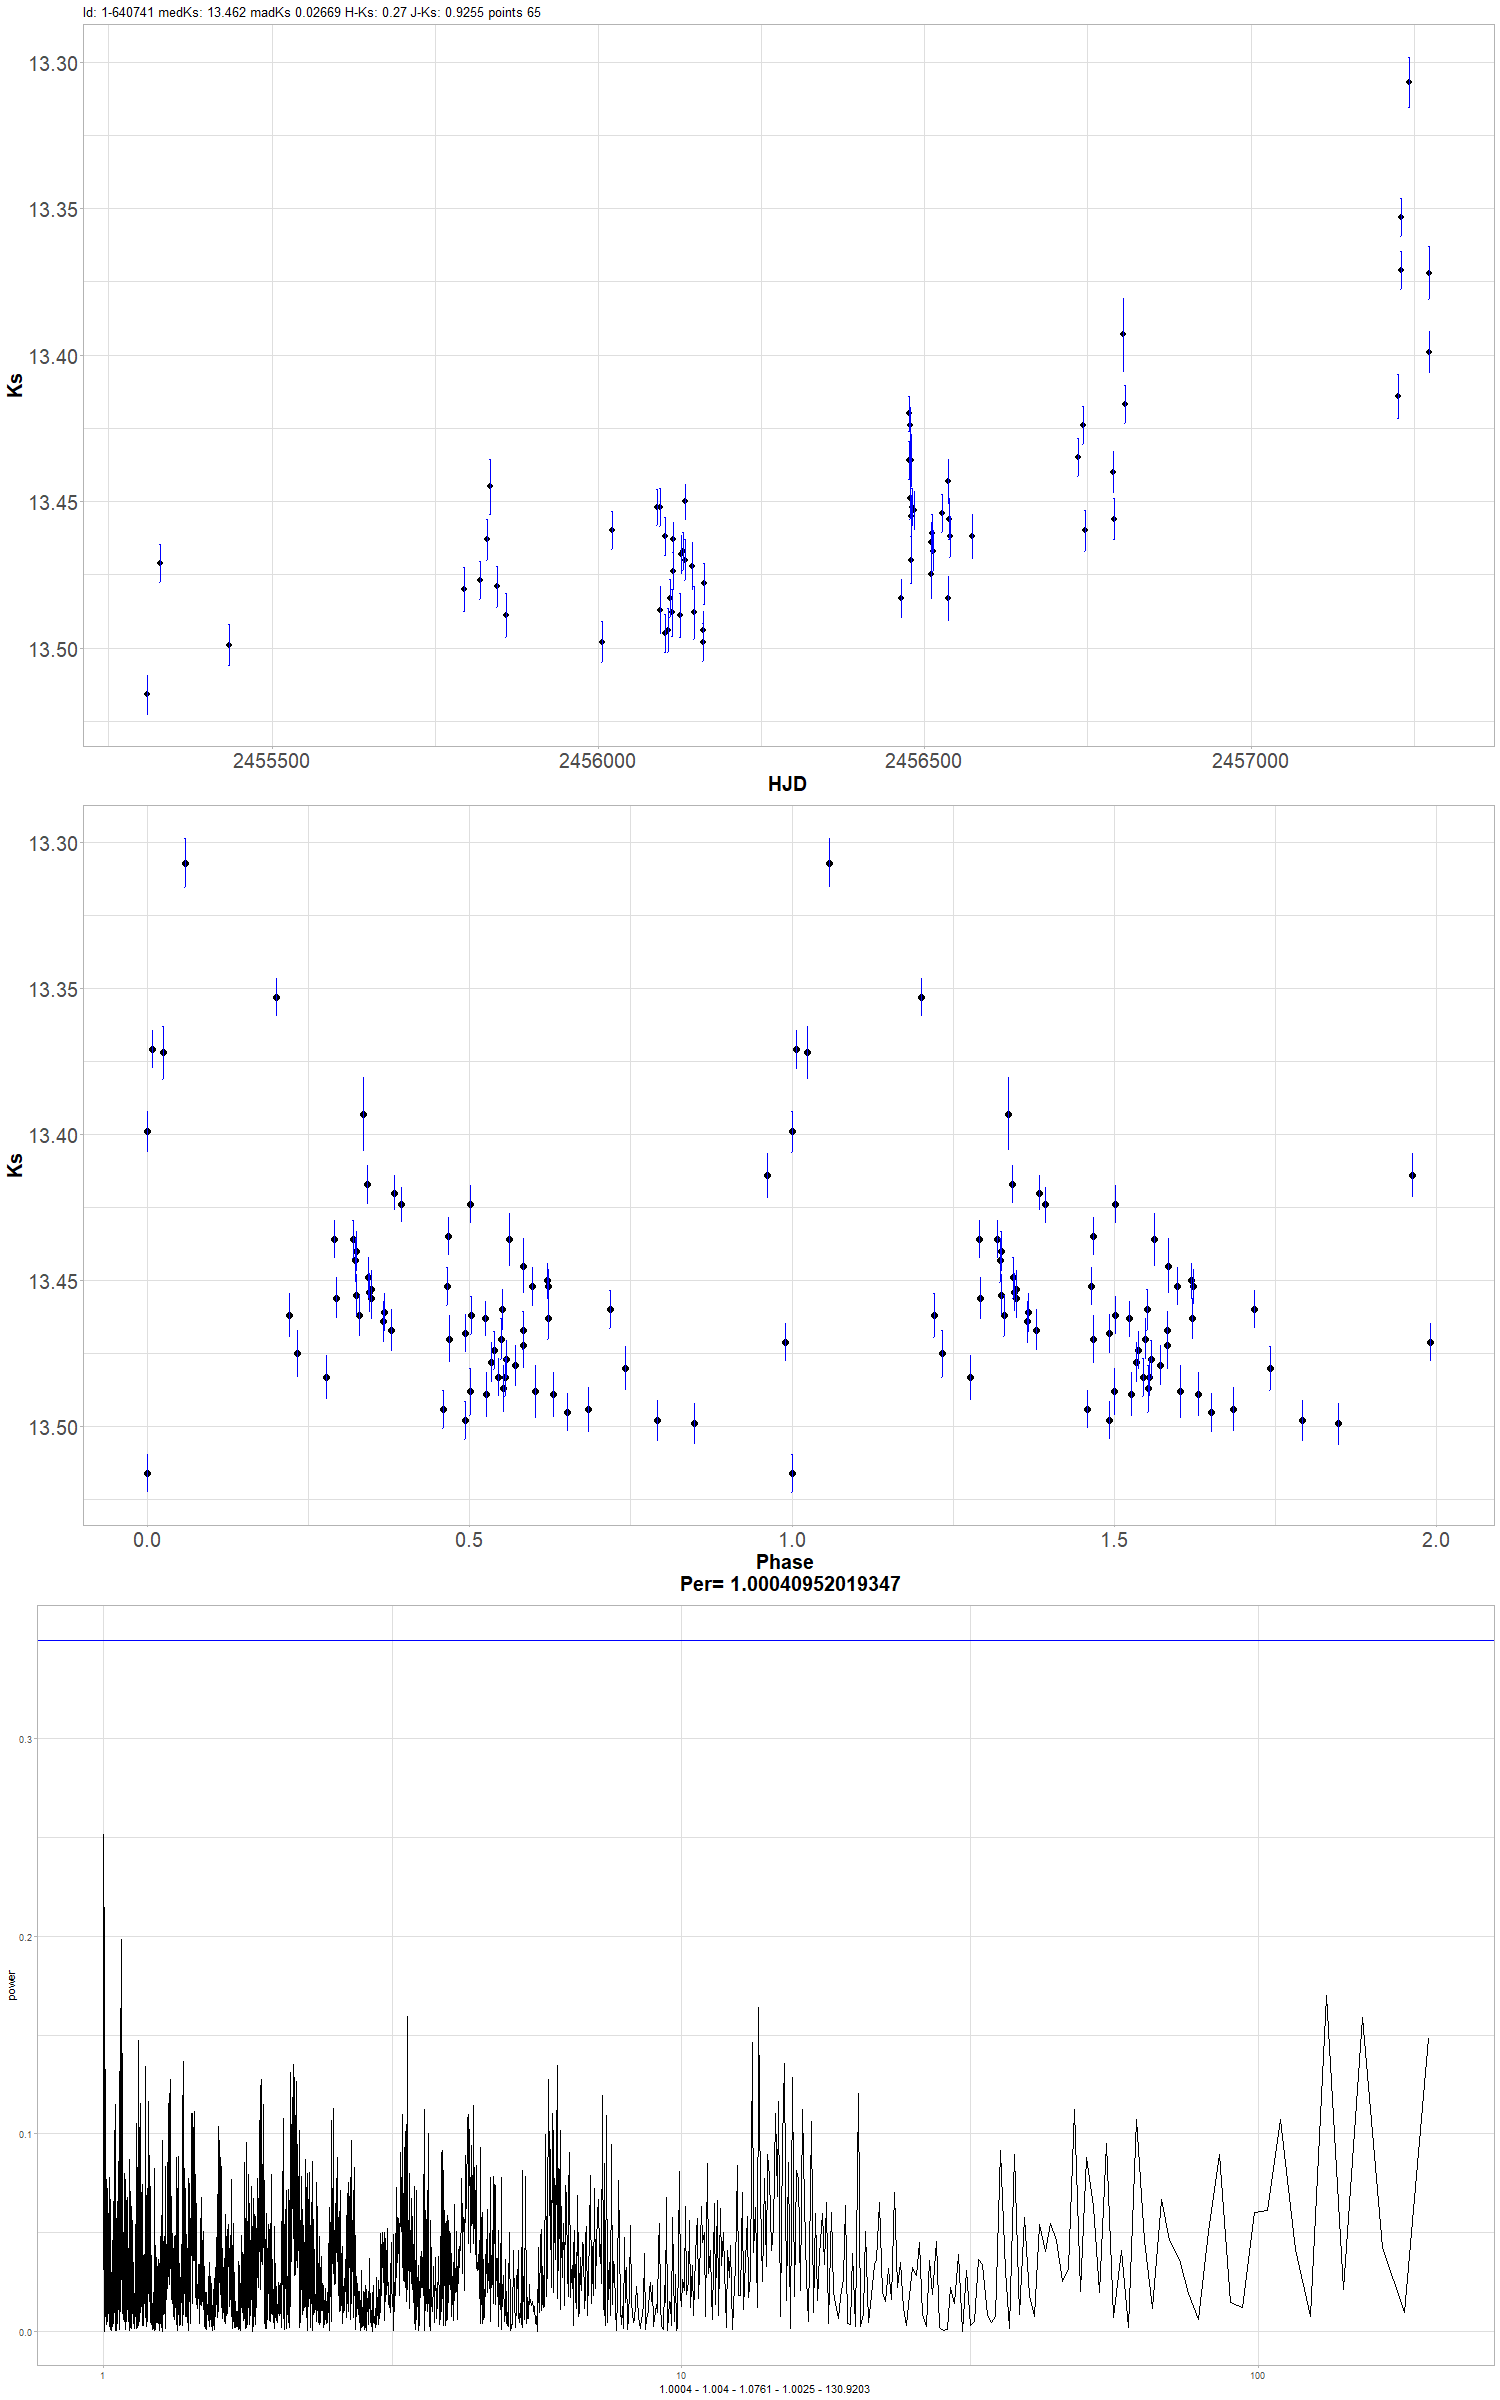 Id: 1-640741 medKs: 13.462 madKs 0.02669 H-Ks: 0.27 J-Ks: 0.9255 points 65
13.30
13.35
13.40
13.45
13.50
Ks
2455500 2456000 2456500 2457000
HJD
13.30
13.35
13.40
13.45
13.50
Ks
0.0 0.5 1.0 1.5 2.0
Phase
Per= 1.00040952019347
0.3
0.2
0.1
0.0
power
1 10 100
1.0004 - 1.004 - 1.0761 - 1.0025 - 130.9203